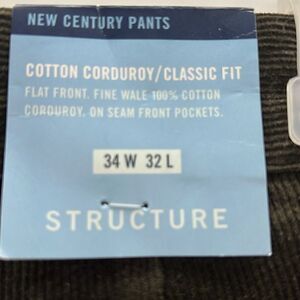 NEW CENTURY PANTS
COTTON CORDUROY/CLASSIC FIT
FLAT FRONT. FINE WALE 100% COTTON
CORDUROY. ON SEAM FRONT POCKETS.
34 W 32 L
STRUCTURE